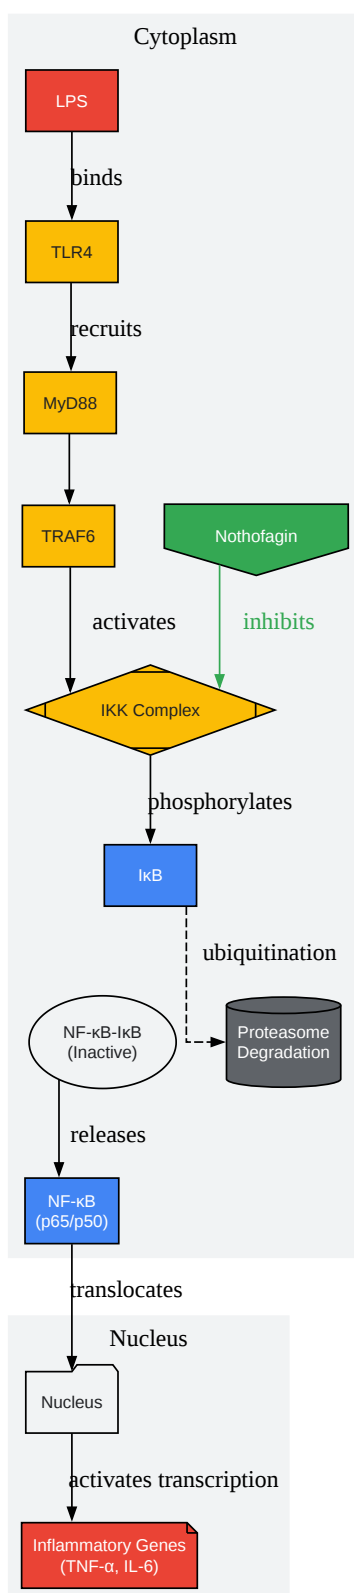 Cytoplasm
LPS
binds
TLR4
recruits
MyD88
TRAF6
Nothofagin
activates
inhibits
IKK Complex
phosphorylates
IκB
ubiquitination
NF-κB-IκB
(Inactive)
Proteasome
Degradation
releases
NF-κB
(p65/p50)
translocates
Nucleus
Nucleus
activates transcription
Inflammatory Genes
(TNF-α, IL-6)